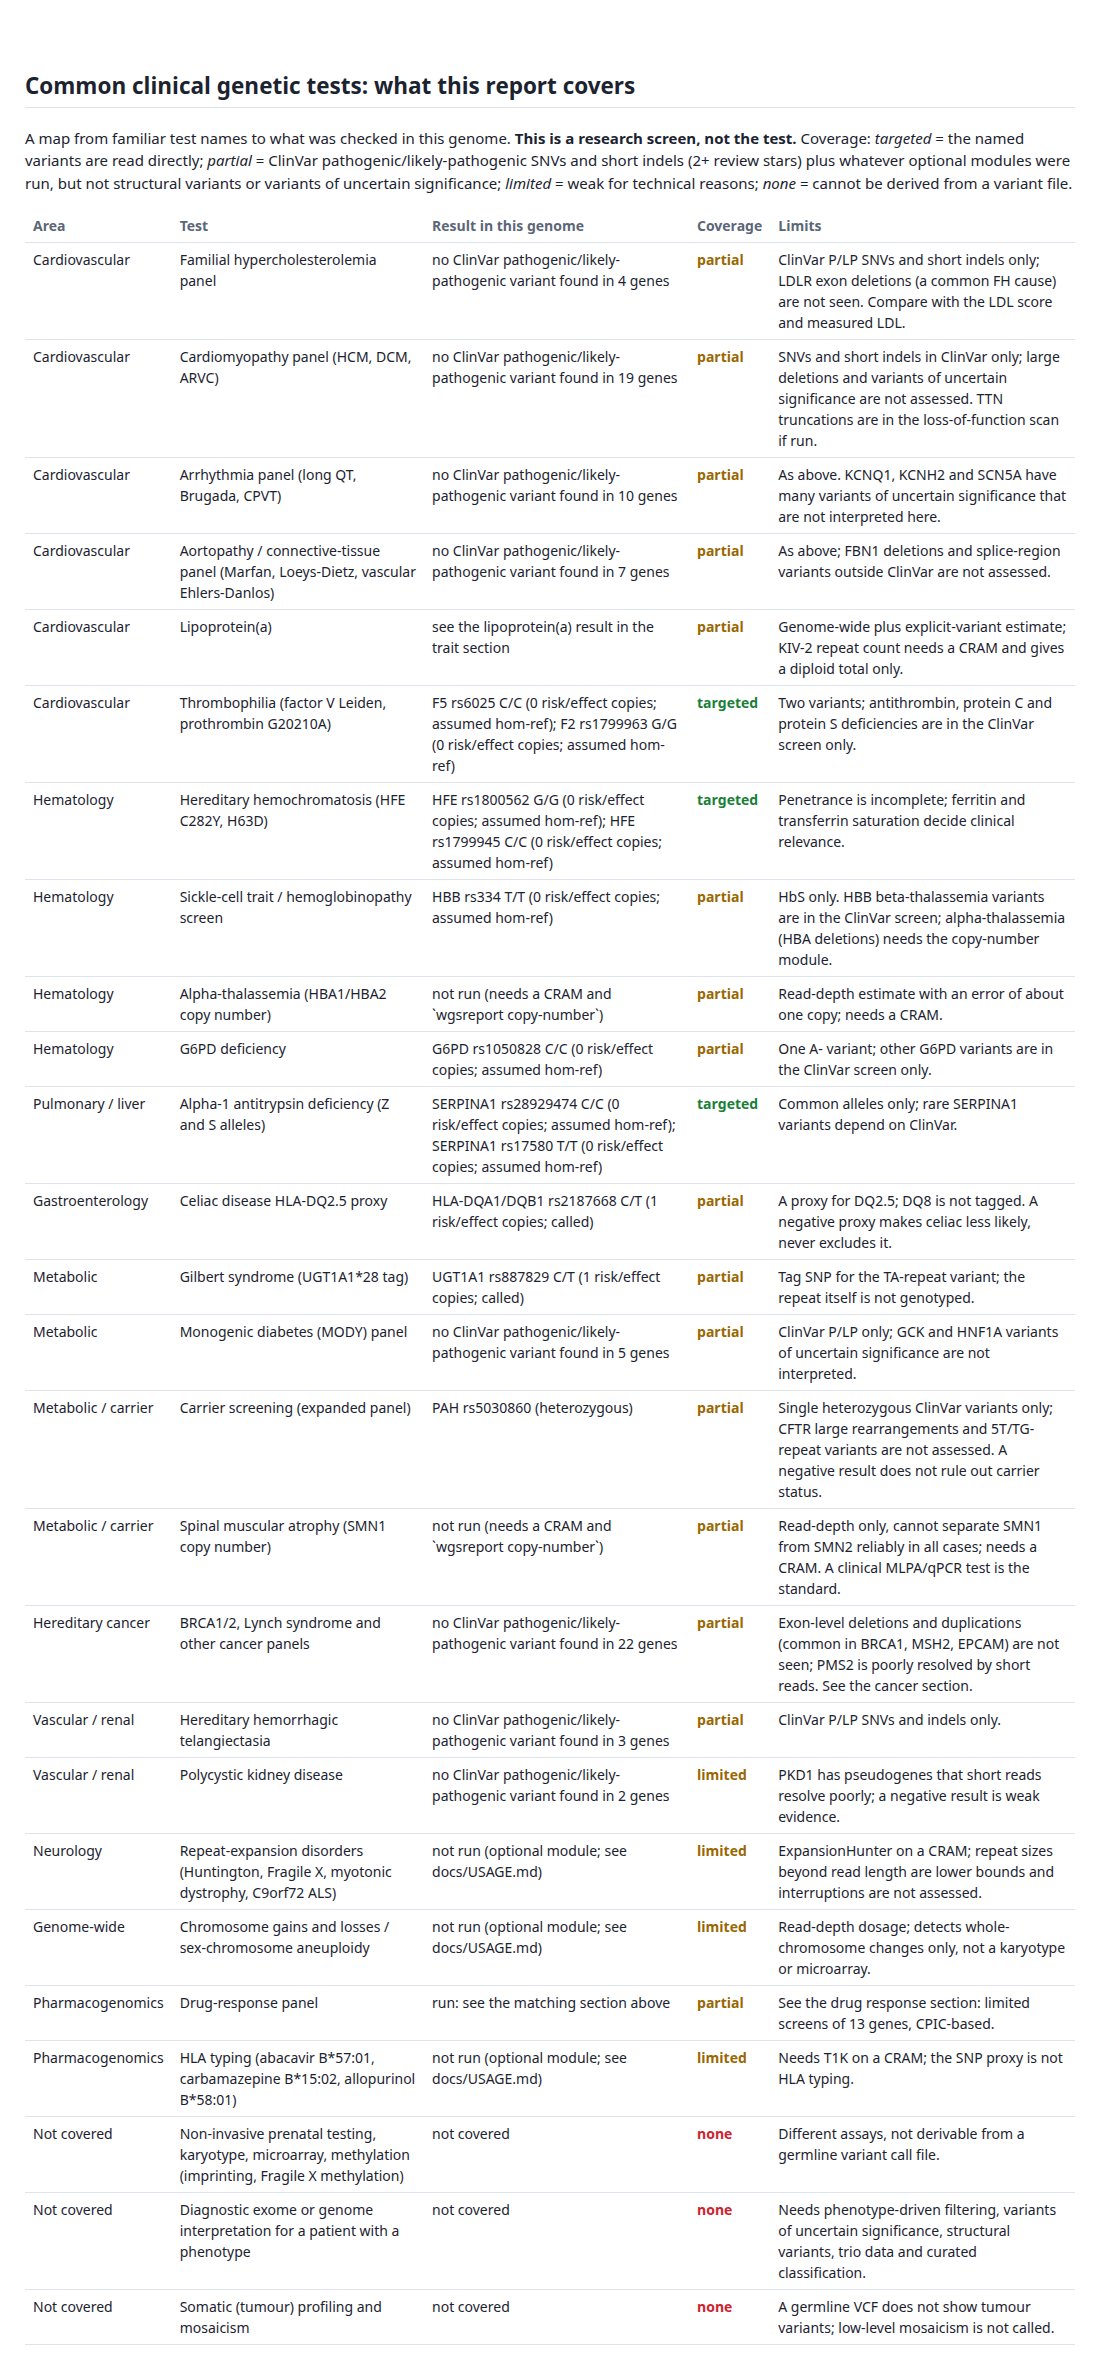 Common clinical genetic tests: what this report covers
A map from familiar test names to what was checked in this genome. This is a research screen, not the test. Coverage: targeted = the named
variants are read directly; partial = ClinVar pathogenic/likely-pathogenic SNVs and short indels (2+ review stars) plus whatever optional modules were
run, but not structural variants or variants of uncertain significance; limited = weak for technical reasons; none = cannot be derived from a variant file.
Area Test Result in this genome Coverage Limits
Cardiovascular Familial hypercholesterolemia no ClinVar pathogenic/likely- partial ClinVar P/LP SNVs and short indels only;
panel pathogenic variant found in 4 genes LDLR exon deletions (a common FH cause)
are not seen. Compare with the LDL score
and measured LDL.
Cardiovascular Cardiomyopathy panel (HCM, DCM, no ClinVar pathogenic/likely- partial SNVs and short indels in ClinVar only; large
ARVC) pathogenic variant found in 19 genes deletions and variants of uncertain
significance are not assessed. TTN
truncations are in the loss-of-function scan
if run.
Cardiovascular Arrhythmia panel (long QT, no ClinVar pathogenic/likely- partial As above. KCNQ1, KCNH2 and SCN5A have
Brugada, CPVT) pathogenic variant found in 10 genes many variants of uncertain significance that
are not interpreted here.
Cardiovascular Aortopathy / connective-tissue no ClinVar pathogenic/likely- partial As above; FBN1 deletions and splice-region
panel (Marfan, Loeys-Dietz, vascular pathogenic variant found in 7 genes variants outside ClinVar are not assessed.
Ehlers-Danlos)
Cardiovascular Lipoprotein(a) see the lipoprotein(a) result in the partial Genome-wide plus explicit-variant estimate;
trait section KIV-2 repeat count needs a CRAM and gives
a diploid total only.
Cardiovascular Thrombophilia (factor V Leiden, F5 rs6025 C/C (0 risk/effect copies; targeted Two variants; antithrombin, protein C and
prothrombin G20210A) assumed hom-ref); F2 rs1799963 G/G protein S deficiencies are in the ClinVar
(0 risk/effect copies; assumed hom- screen only.
ref)
Hematology Hereditary hemochromatosis (HFE HFE rs1800562 G/G (0 risk/effect targeted Penetrance is incomplete; ferritin and
C282Y, H63D) copies; assumed hom-ref); HFE transferrin saturation decide clinical
rs1799945 C/C (0 risk/effect copies; relevance.
assumed hom-ref)
Hematology Sickle-cell trait / hemoglobinopathy HBB rs334 T/T (0 risk/effect copies; partial HbS only. HBB beta-thalassemia variants
screen assumed hom-ref) are in the ClinVar screen; alpha-thalassemia
(HBA deletions) needs the copy-number
module.
Hematology Alpha-thalassemia (HBA1/HBA2 not run (needs a CRAM and partial Read-depth estimate with an error of about
copy number) `wgsreport copy-number`) one copy; needs a CRAM.
Hematology G6PD deficiency G6PD rs1050828 C/C (0 risk/effect partial One A- variant; other G6PD variants are in
copies; assumed hom-ref) the ClinVar screen only.
Pulmonary / liver Alpha-1 antitrypsin deficiency (Z SERPINA1 rs28929474 C/C (0 targeted Common alleles only; rare SERPINA1
and S alleles) risk/effect copies; assumed hom-ref); variants depend on ClinVar.
SERPINA1 rs17580 T/T (0 risk/effect
copies; assumed hom-ref)
Gastroenterology Celiac disease HLA-DQ2.5 proxy HLA-DQA1/DQB1 rs2187668 C/T (1 partial A proxy for DQ2.5; DQ8 is not tagged. A
risk/effect copies; called) negative proxy makes celiac less likely,
never excludes it.
Metabolic Gilbert syndrome (UGT1A1*28 tag) UGT1A1 rs887829 C/T (1 risk/effect partial Tag SNP for the TA-repeat variant; the
copies; called) repeat itself is not genotyped.
Metabolic Monogenic diabetes (MODY) panel no ClinVar pathogenic/likely- partial ClinVar P/LP only; GCK and HNF1A variants
pathogenic variant found in 5 genes of uncertain significance are not
interpreted.
Metabolic / carrier Carrier screening (expanded panel) PAH rs5030860 (heterozygous) partial Single heterozygous ClinVar variants only;
CFTR large rearrangements and 5T/TG-
repeat variants are not assessed. A
negative result does not rule out carrier
status.
Metabolic / carrier Spinal muscular atrophy (SMN1 not run (needs a CRAM and partial Read-depth only, cannot separate SMN1
copy number) `wgsreport copy-number`) from SMN2 reliably in all cases; needs a
CRAM. A clinical MLPA/qPCR test is the
standard.
Hereditary cancer BRCA1/2, Lynch syndrome and no ClinVar pathogenic/likely- partial Exon-level deletions and duplications
other cancer panels pathogenic variant found in 22 genes (common in BRCA1, MSH2, EPCAM) are not
seen; PMS2 is poorly resolved by short
reads. See the cancer section.
Vascular / renal Hereditary hemorrhagic no ClinVar pathogenic/likely- partial ClinVar P/LP SNVs and indels only.
telangiectasia pathogenic variant found in 3 genes
Vascular / renal Polycystic kidney disease no ClinVar pathogenic/likely- limited PKD1 has pseudogenes that short reads
pathogenic variant found in 2 genes resolve poorly; a negative result is weak
evidence.
Neurology Repeat-expansion disorders not run (optional module; see limited ExpansionHunter on a CRAM; repeat sizes
(Huntington, Fragile X, myotonic docs/USAGE.md) beyond read length are lower bounds and
dystrophy, C9orf72 ALS) interruptions are not assessed.
Genome-wide Chromosome gains and losses / not run (optional module; see limited Read-depth dosage; detects whole-
sex-chromosome aneuploidy docs/USAGE.md) chromosome changes only, not a karyotype
or microarray.
Pharmacogenomics Drug-response panel run: see the matching section above partial See the drug response section: limited
screens of 13 genes, CPIC-based.
Pharmacogenomics HLA typing (abacavir B*57:01, not run (optional module; see limited Needs T1K on a CRAM; the SNP proxy is not
carbamazepine B*15:02, allopurinol docs/USAGE.md) HLA typing.
B*58:01)
Not covered Non-invasive prenatal testing, not covered none Different assays, not derivable from a
karyotype, microarray, methylation germline variant call file.
(imprinting, Fragile X methylation)
Not covered Diagnostic exome or genome not covered none Needs phenotype-driven filtering, variants
interpretation for a patient with a of uncertain significance, structural
phenotype variants, trio data and curated
classification.
Not covered Somatic (tumour) profiling and not covered none A germline VCF does not show tumour
mosaicism variants; low-level mosaicism is not called.